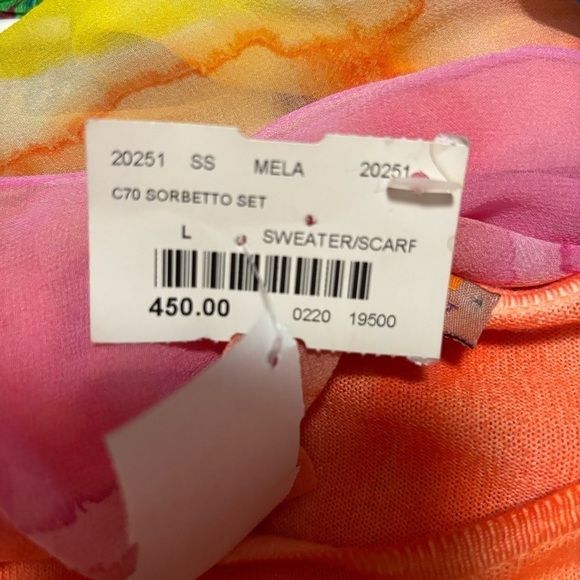 20251 SS MELA 20251
C70 SORBETTO SET
L SWEATER/SCARF
450.00 0220 19500